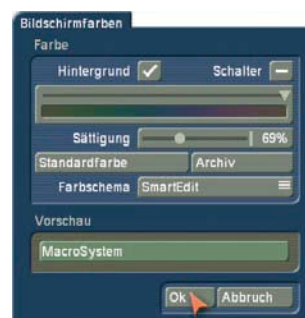 Bildschirmfarben
Farbe
Hintergrund Schalter
Sättigung 69%
Standardfarbe Archiv
Farbschema SmartEdit
Vorschau
MacroSystem
Ok Abbruch